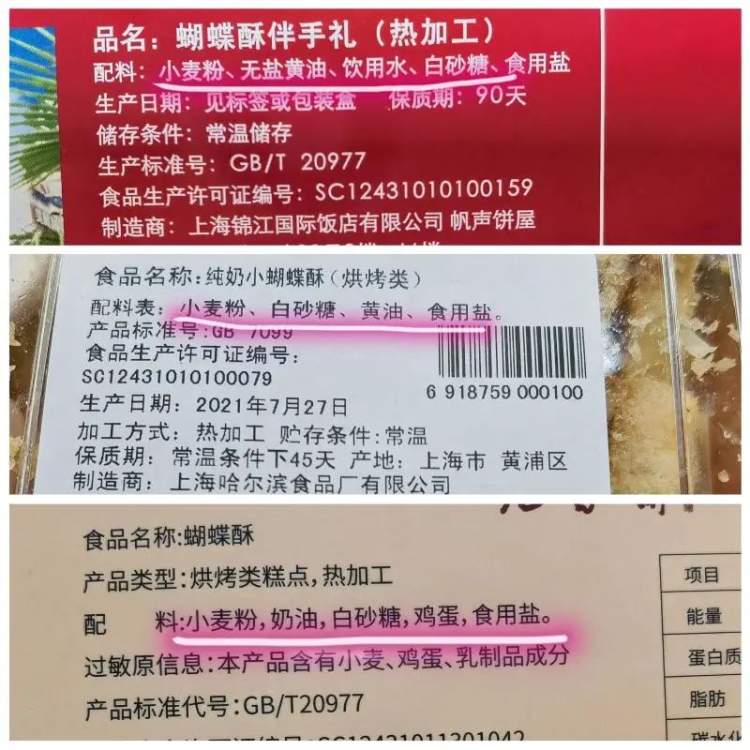 品名：蝴蝶酥伴手礼（热加工）
配料：小麦粉、无盐黄油、饮用水、白砂糖、食用盐
生产日期：见标签或包装盒　保质期：90天
储存条件：常温储存
生产标准号：GB/T 20977
食品生产许可证编号：SC12431010100159
制造商：上海锦江国际饭店有限公司 帆声饼屋
食品名称:纯奶小蝴蝶酥(烘烤类)
配料表:小麦粉、白砂糖、黄油、食用盐。
产品标准号:GB 7099
食品生产许可证编号:
SC12431010100079
6 918759 000100
生产日期：2021年7月27日
加工方式：热加工 贮存条件:常温
保质期：常温条件下45天 产地：上海市 黄浦区
制造商：上海哈尔滨食品厂有限公司
食品名称:蝴蝶酥
产品类型:烘烤类糕点,热加工
配　料:小麦粉,奶油,白砂糖,鸡蛋,食用盐。
过敏原信息:本产品含有小麦、鸡蛋、乳制品成分
产品标准代号:GB/T20977
项目
能量
蛋白质
脂肪